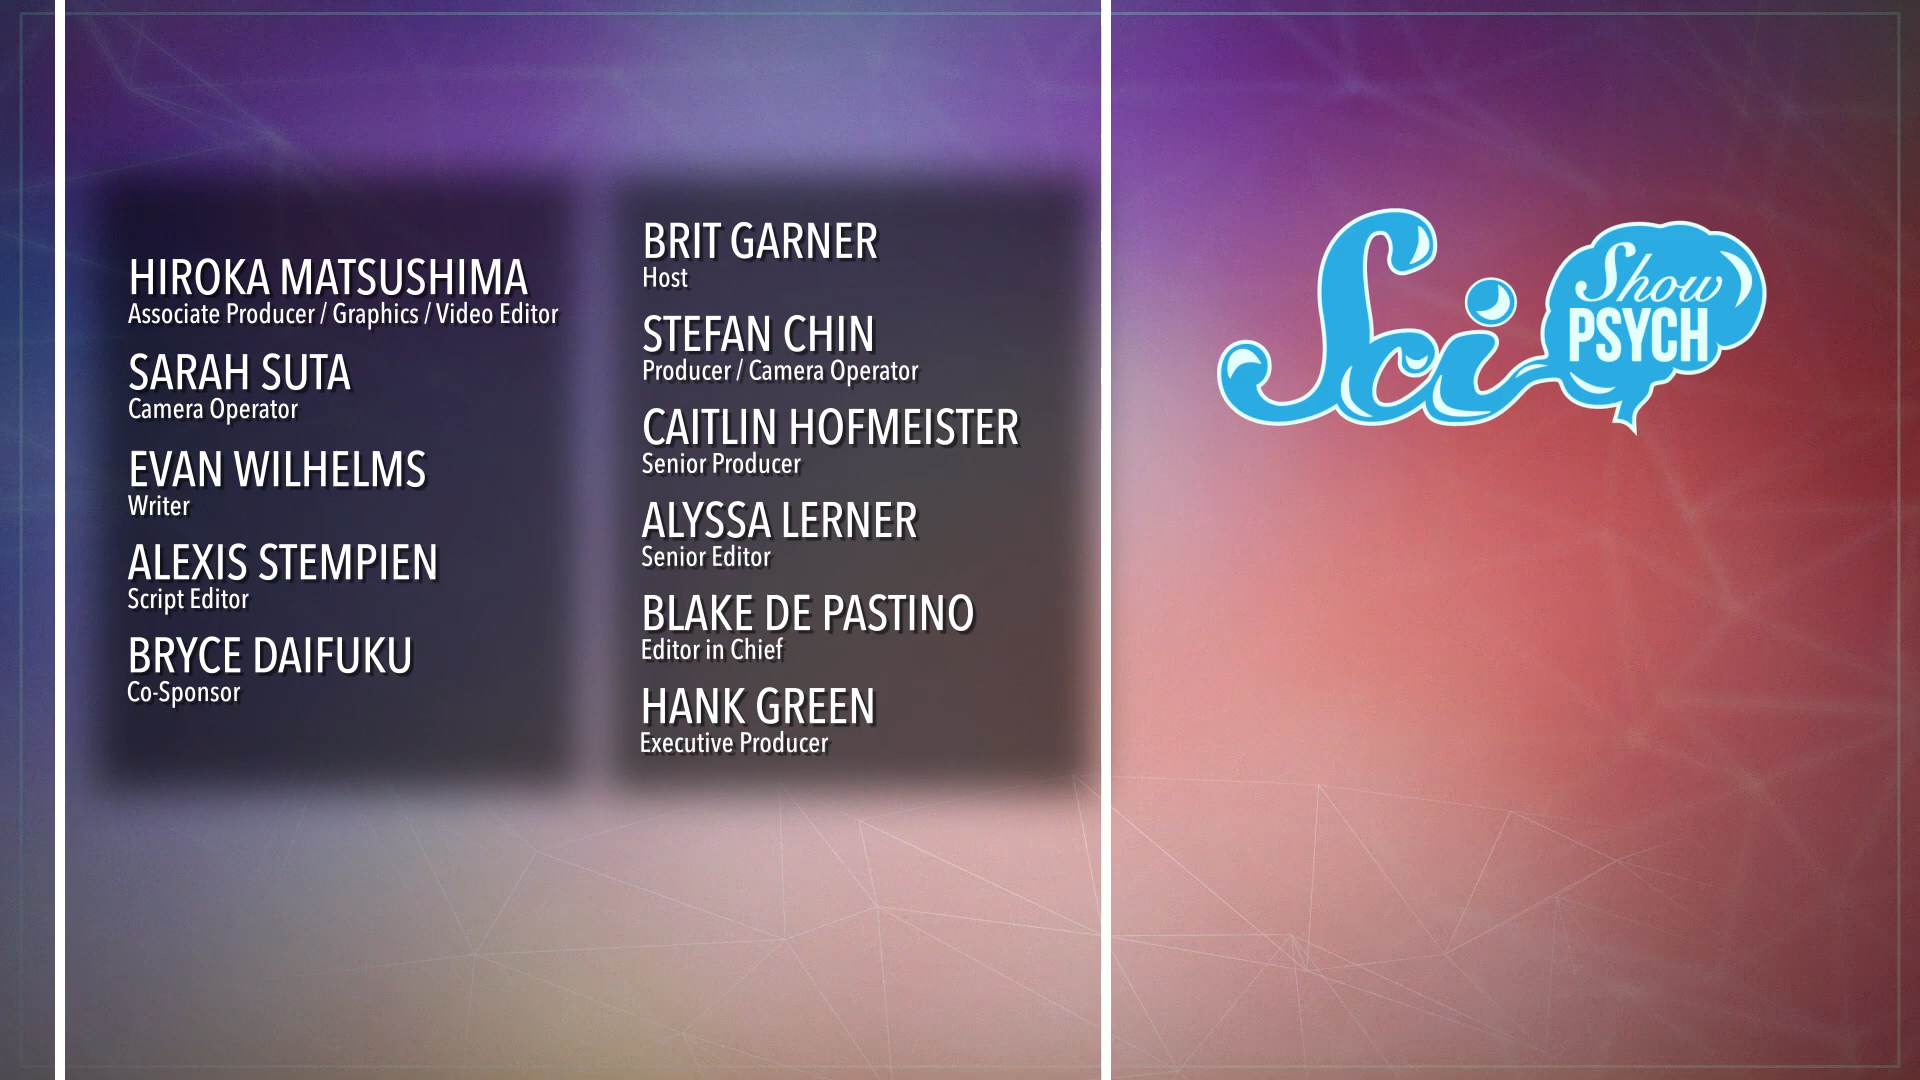 HIROKA MATSUSHIMA
Associate Producer / Graphics / Video Editor
SARAH SUTA
Camera Operator
EVAN WILHELMS
Writer
ALEXIS STEMPIEN
Script Editor
BRYCE DAIFUKU
Co-Sponsor
BRIT GARNER
Host
STEFAN CHIN
Producer / Camera Operator
CAITLIN HOFMEISTER
Senior Producer
ALYSSA LERNER
Senior Editor
BLAKE DE PASTINO
Editor in Chief
HANK GREEN
Executive Producer
Sci
Show
PSYCH